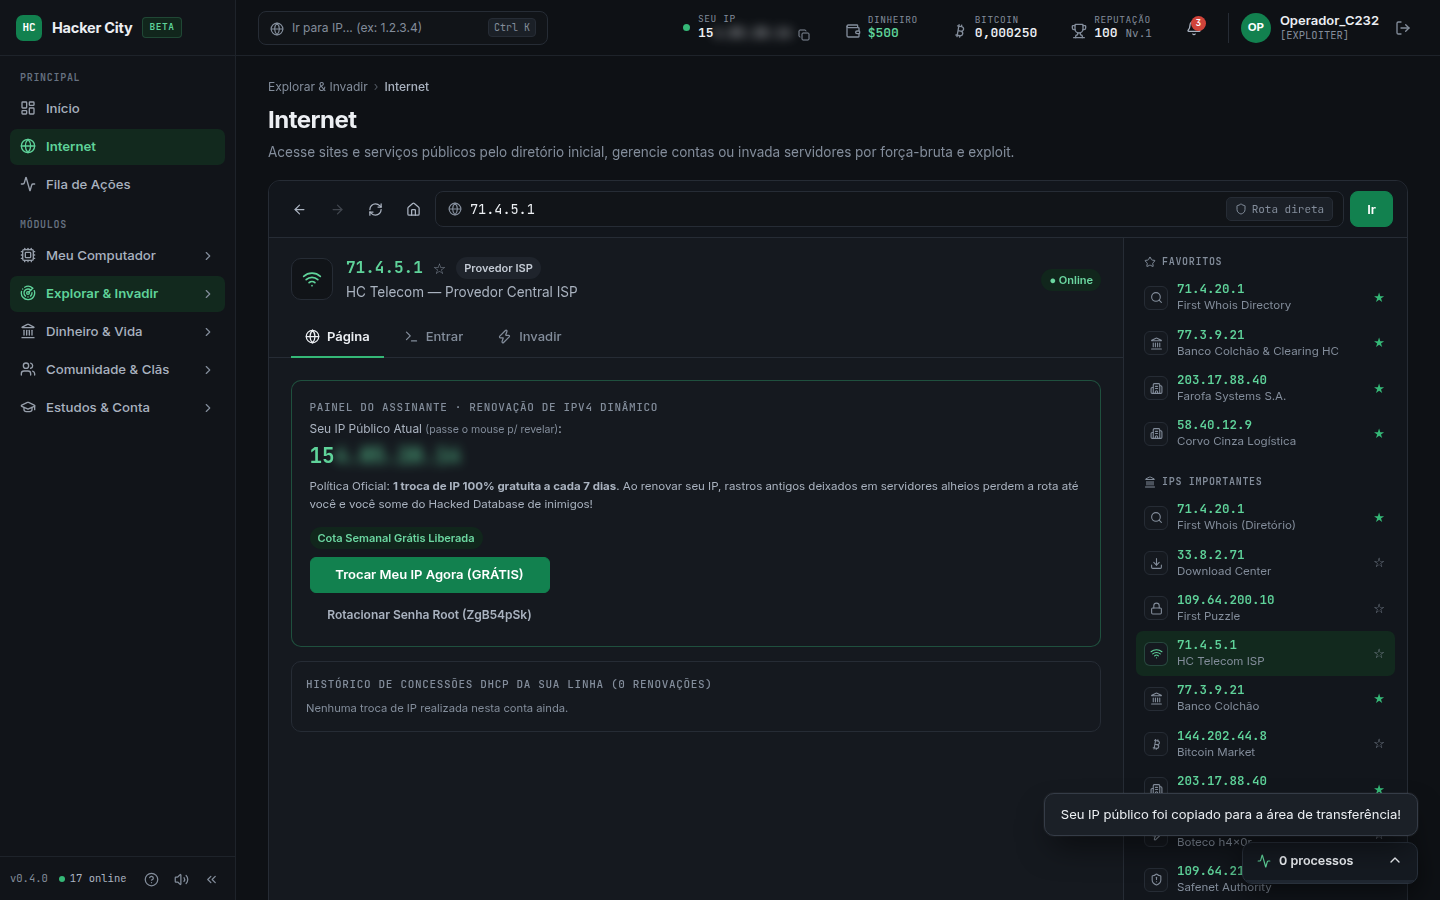 HC Hacker City BETA
Ir para IP... (ex: 1.2.3.4) Ctrl K
SEU IP
15
DINHEIRO
$500
BITCOIN
0,000250
REPUTAÇÃO
100 Nv.1
3
OP
Operador_C232
[EXPLOITER]
PRINCIPAL
Início
Internet
Fila de Ações
MÓDULOS
Meu Computador
Explorar & Invadir
Dinheiro & Vida
Comunidade & Clãs
Estudos & Conta
v0.4.0 17 online
Explorar & Invadir › Internet
Internet
Acesse sites e serviços públicos pelo diretório inicial, gerencie contas ou invada servidores por força-bruta e exploit.
71.4.5.1 Rota direta Ir
71.4.5.1 ☆ Provedor ISP
HC Telecom — Provedor Central ISP
● Online
Página Entrar Invadir
PAINEL DO ASSINANTE · RENOVAÇÃO DE IPV4 DINÂMICO
Seu IP Público Atual (passe o mouse p/ revelar):
15
Política Oficial: 1 troca de IP 100% gratuita a cada 7 dias. Ao renovar seu IP, rastros antigos deixados em servidores alheios perdem a rota até
você e você some do Hacked Database de inimigos!
Cota Semanal Grátis Liberada
Trocar Meu IP Agora (GRÁTIS)
Rotacionar Senha Root (ZgB54pSk)
HISTÓRICO DE CONCESSÕES DHCP DA SUA LINHA (0 RENOVAÇÕES)
Nenhuma troca de IP realizada nesta conta ainda.
FAVORITOS
71.4.20.1 ★
First Whois Directory
77.3.9.21 ★
Banco Colchão & Clearing HC
203.17.88.40 ★
Farofa Systems S.A.
58.40.12.9 ★
Corvo Cinza Logística
IPS IMPORTANTES
71.4.20.1 ★
First Whois (Diretório)
33.8.2.71 ☆
Download Center
109.64.200.10 ☆
First Puzzle
71.4.5.1 ☆
HC Telecom ISP
77.3.9.21 ★
Banco Colchão
144.202.44.8 ☆
Bitcoin Market
203.17.88.40 ★
Seu IP público foi copiado para a área de transferência!
Boteco h4x0r
0 processos
109.64.21
Safenet Authority